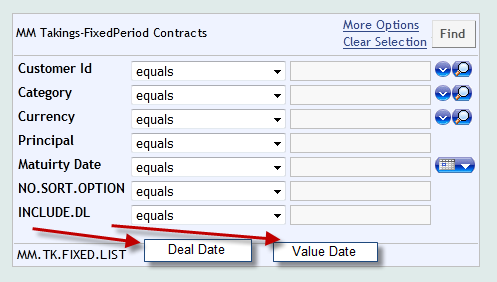 MM Takings-FixedPeriod Contracts
More Options
Clear Selection
Find
Customer Id equals
Category equals
Currency equals
Principal equals
Matuirty Date equals
NO.SORT.OPTION equals
INCLUDE.DL equals
MM.TK.FIXED.LIST
Deal Date
Value Date